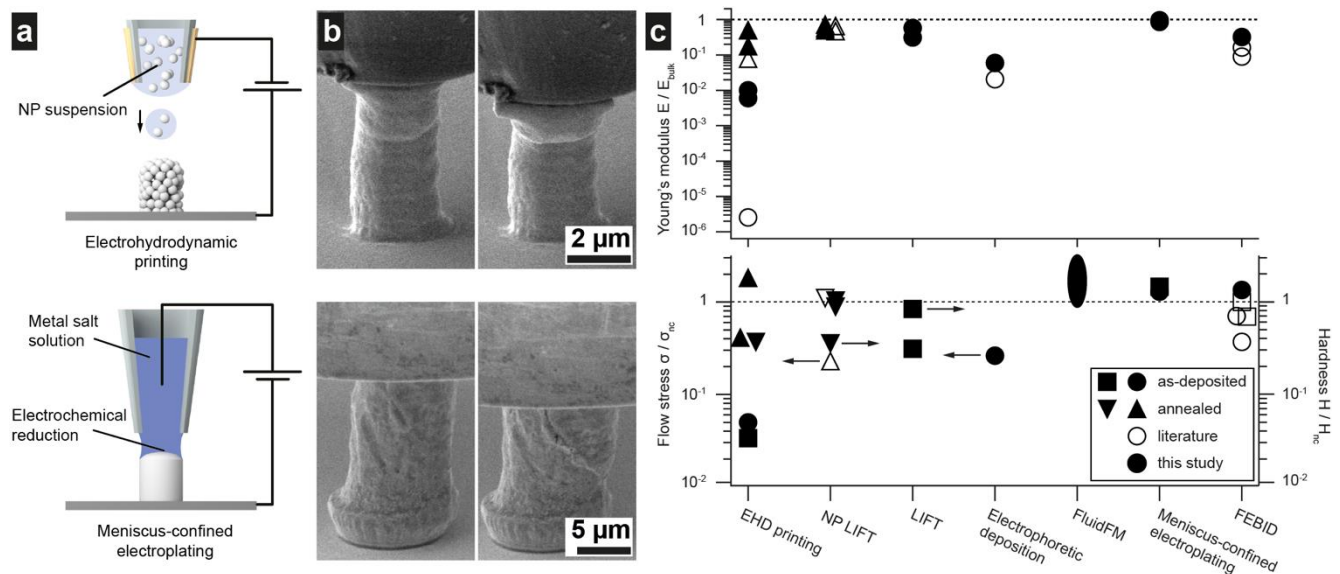 a
NP suspension
Electrohydrodynamic
printing
Metal salt
solution
Electrochemical
reduction
Meniscus-confined
electroplating
b
2 µm
5 µm
c
Young's modulus E / E_bulk
1
10^-1
10^-2
10^-3
10^-4
10^-5
10^-6
Flow stress σ / σ_nc
1
10^-1
10^-2
Hardness H / H_nc
1
10^-1
10^-2
as-deposited
annealed
literature
this study
EHD printing
NP LIFT
LIFT
Electrophoretic
deposition
FluidFM
Meniscus-confined
electroplating
FEBID